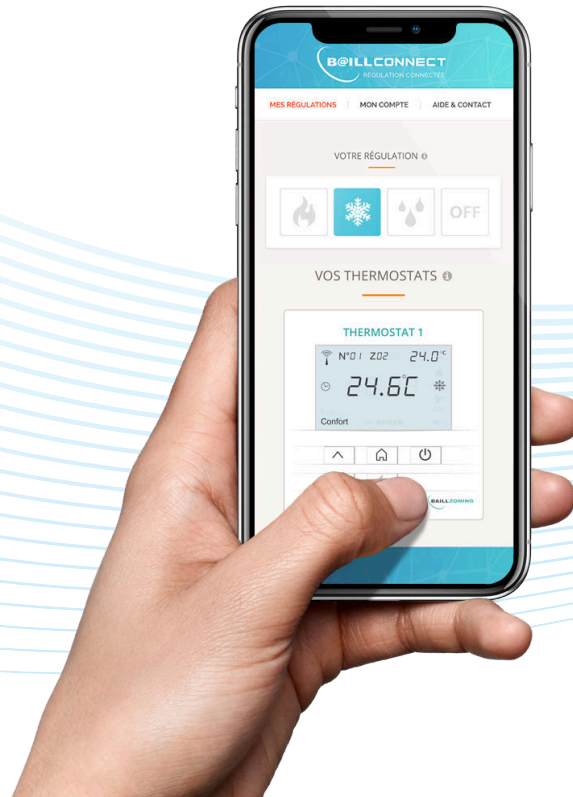 B@ILLCONNECT
RÉGULATION CONNECTÉE
MES RÉGULATIONS | MON COMPTE | AIDE & CONTACT
VOTRE RÉGULATION
OFF
VOS THERMOSTATS
THERMOSTAT 1
N°01 Z02 24.0°C
24.6°C
Confort
BAILLZONING